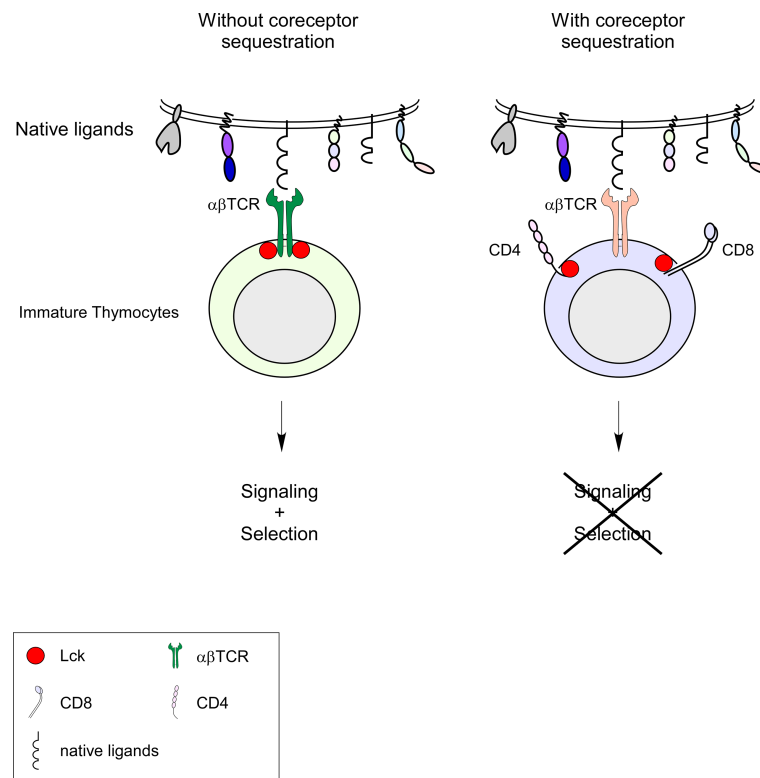 Without coreceptor
sequestration
With coreceptor
sequestration
Native ligands
αβTCR
αβTCR
CD4
CD8
Immature Thymocytes
Signaling
+
Selection
Signaling
+
Selection
Lck
αβTCR
CD8
CD4
native ligands